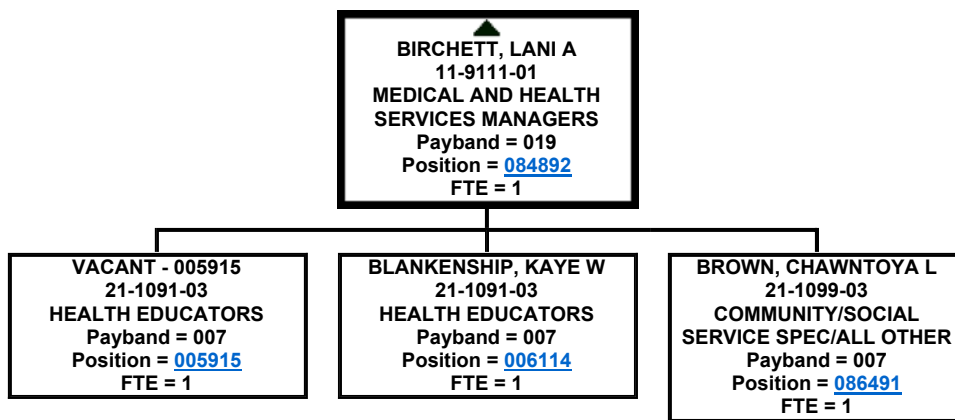 BIRCHETT, LANI A
11-9111-01
MEDICAL AND HEALTH
SERVICES MANAGERS
Payband = 019
Position = 084892
FTE = 1
VACANT - 005915
21-1091-03
HEALTH EDUCATORS
Payband = 007
Position = 005915
FTE = 1
BLANKENSHIP, KAYE W
21-1091-03
HEALTH EDUCATORS
Payband = 007
Position = 006114
FTE = 1
BROWN, CHAWNTOYA L
21-1099-03
COMMUNITY/SOCIAL
SERVICE SPEC/ALL OTHER
Payband = 007
Position = 086491
FTE = 1